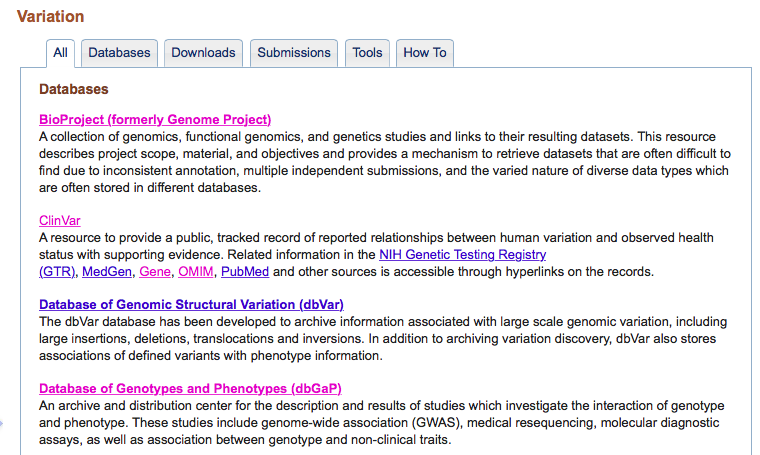 Variation
All Databases Downloads Submissions Tools How To
Databases
BioProject (formerly Genome Project)
A collection of genomics, functional genomics, and genetics studies and links to their resulting datasets. This resource
describes project scope, material, and objectives and provides a mechanism to retrieve datasets that are often difficult to
find due to inconsistent annotation, multiple independent submissions, and the varied nature of diverse data types which
are often stored in different databases.
ClinVar
A resource to provide a public, tracked record of reported relationships between human variation and observed health
status with supporting evidence. Related information in the NIH Genetic Testing Registry
(GTR), MedGen, Gene, OMIM, PubMed and other sources is accessible through hyperlinks on the records.
Database of Genomic Structural Variation (dbVar)
The dbVar database has been developed to archive information associated with large scale genomic variation, including
large insertions, deletions, translocations and inversions. In addition to archiving variation discovery, dbVar also stores
associations of defined variants with phenotype information.
Database of Genotypes and Phenotypes (dbGaP)
An archive and distribution center for the description and results of studies which investigate the interaction of genotype
and phenotype. These studies include genome-wide association (GWAS), medical resequencing, molecular diagnostic
assays, as well as association between genotype and non-clinical traits.